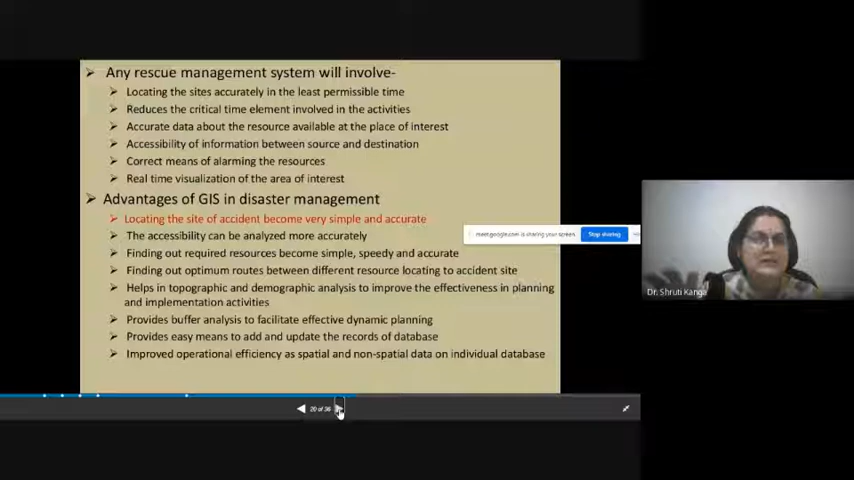 Any rescue management system will involve-
Locating the sites accurately in the least permissible time
Reduces the critical time element involved in the activities
Accurate data about the resource available at the place of interest
Accessibility of information between source and destination
Correct means of alarming the resources
Real time visualization of the area of interest
Advantages of GIS in disaster management
Locating the site of accident become very simple and accurate
The accessibility can be analyzed more accurately
Finding out required resources become simple, speedy and accurate
Finding out optimum routes between different resource locating to accident site
Helps in topographic and demographic analysis to improve the effectiveness in planning
and implementation activities
Provides buffer analysis to facilitate effective dynamic planning
Provides easy means to add and update the records of database
Improved operational efficiency as spatial and non-spatial data on individual database
meet.google.com is sharing your screen. Stop sharing
Dr. Shruti Kanga
20 of 36